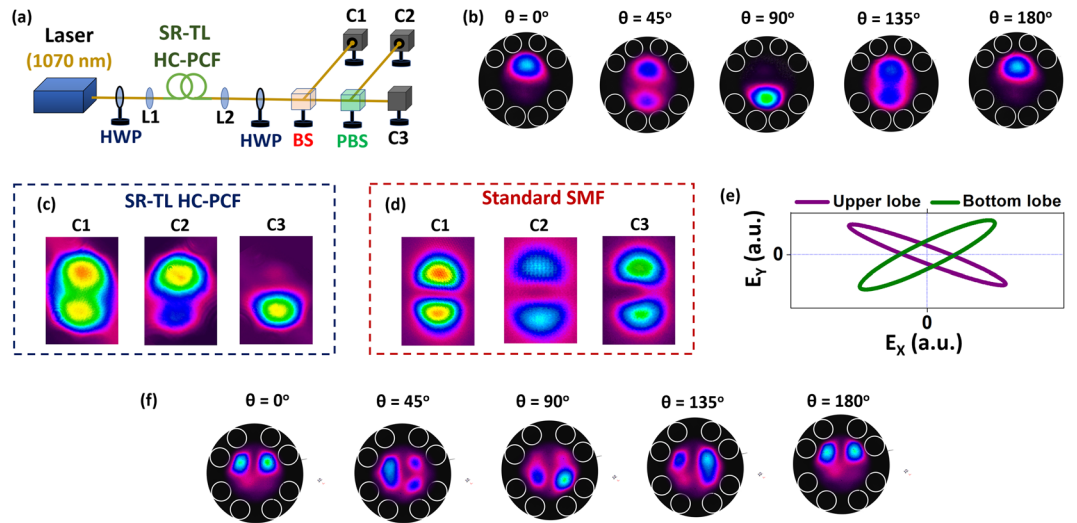 (a)
Laser
(1070 nm)
SR-TL
HC-PCF
C1
C2
HWP
L1
L2
HWP
BS
PBS
C3
(b)
θ = 0°
45°
90°
135°
θ = 180°
SR-TL HC-PCF
(c)
C1
C2
C3
Standard SMF
(d)
C1
C2
C3
(e)
Upper lobe
Bottom lobe
E_Y (a.u.)
0
0
E_X (a.u.)
(f)
θ = 0°
θ = 45°
θ = 90°
θ = 135°
θ = 180°